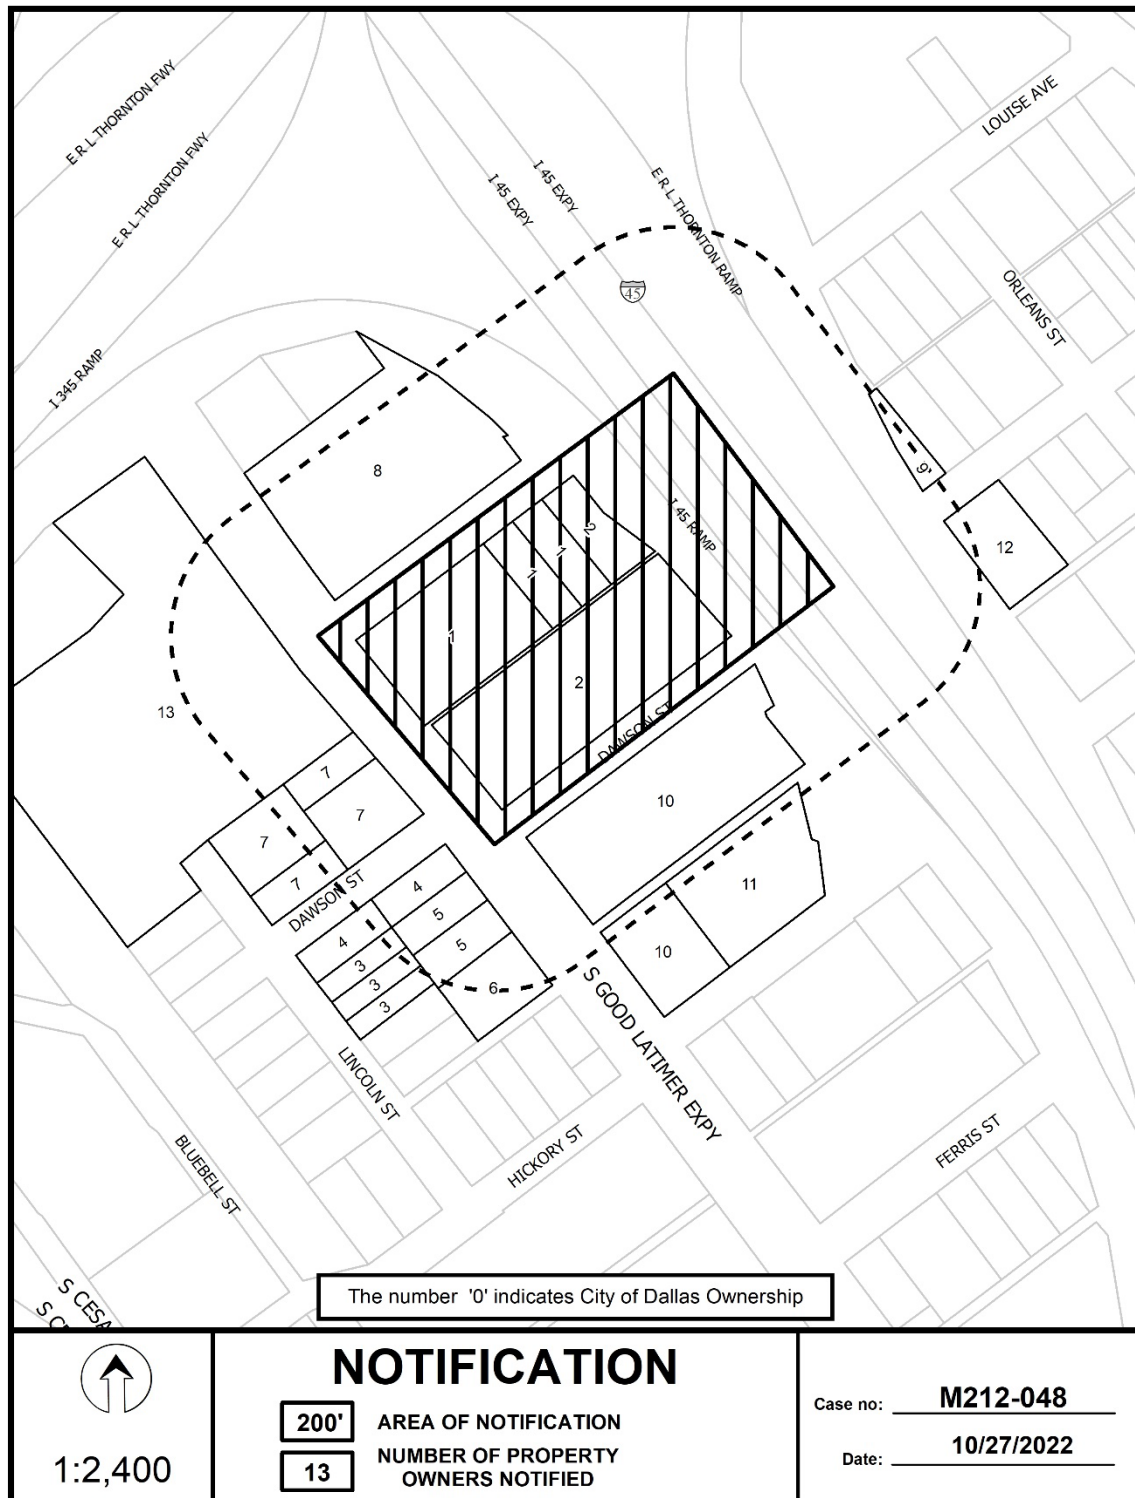 E R L THORNTON FWY
E R L THORNTON FWY
I 45 EXPY
I 45 EXPY
E R L THORNTON RAMP
LOUISE AVE
45
ORLEANS ST
I 345 RAMP
8
9
I 45 RAMP
12
2
1
1
1
2
13
DAWSON ST
7
7
7
7
10
11
10
DAWSON ST
4
5
5
6
4
3
3
3
S GOOD LATIMER EXPY
LINCOLN ST
HICKORY ST
FERRIS ST
BLUEBELL ST
S CESA
S CE
The number '0' indicates City of Dallas Ownership
1:2,400
NOTIFICATION
200' AREA OF NOTIFICATION
13 NUMBER OF PROPERTY
OWNERS NOTIFIED
Case no: M212-048
Date: 10/27/2022